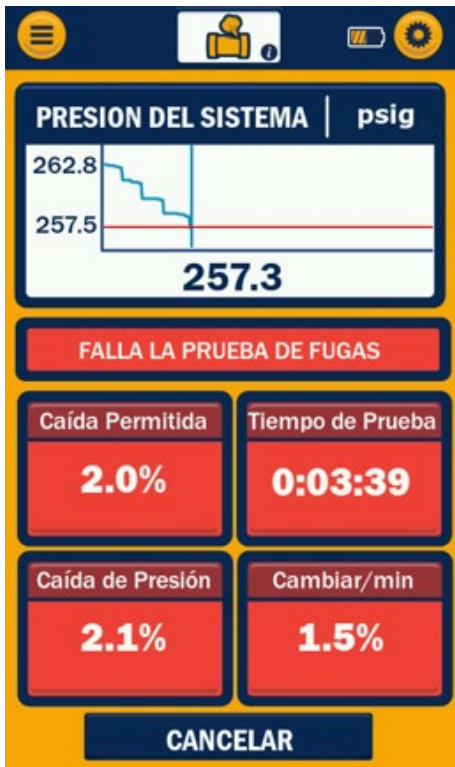 i
PRESION DEL SISTEMA | psig
262.8
257.5
257.3
FALLA LA PRUEBA DE FUGAS
Caída Permitida
2.0%
Tiempo de Prueba
0:03:39
Caída de Presión
2.1%
Cambiar/min
1.5%
CANCELAR